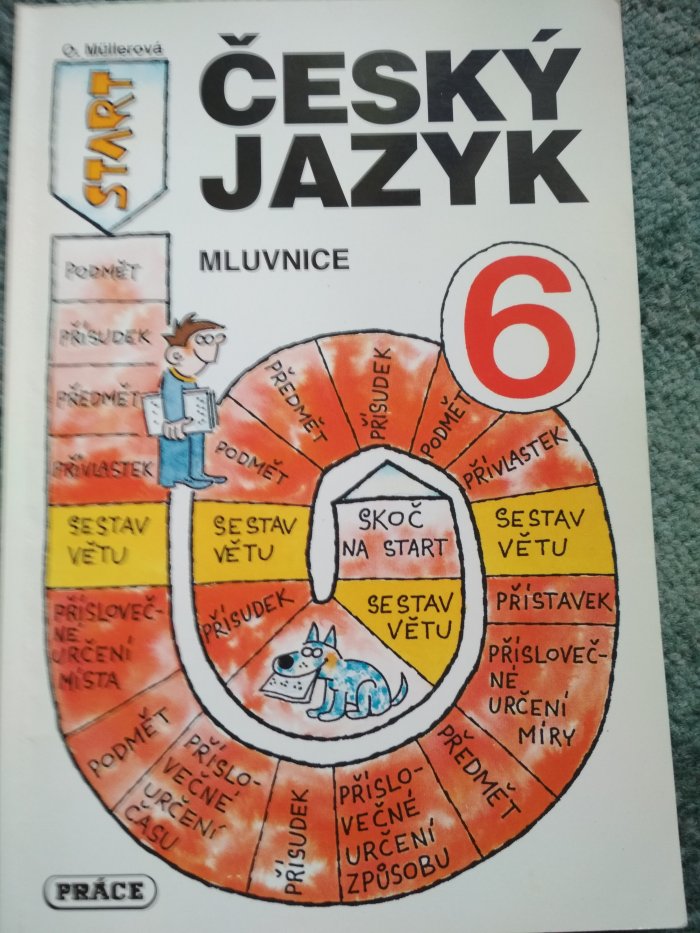 O. Müllerová
START
ČESKÝ
JAZYK
MLUVNICE
6
PODMĚT
PŘÍSUDEK
PŘEDMĚT
PŘÍVLASTEK
SESTAV
VĚTU
PŘÍSLOVEČ-
NÉ
URČENÍ
MÍSTA
PODMĚT
PŘÍSLO-
VEČNÉ
URČENÍ
ČASU
PŘÍSUDEK
PŘÍSLO-
VEČNÉ
URČENÍ
ZPŮSOBU
PŘEDMĚT
PŘÍSLOVEČ-
NÉ
URČENÍ
MÍRY
PŘÍSTAVEK
SESTAV
VĚTU
PŘÍVLASTEK
PODMĚT
PŘÍSUDEK
PŘEDMĚT
PODMĚT
SESTAV
VĚTU
PŘÍSUDEK
SESTAV
VĚTU
SKOČ
NA START
PRÁCE